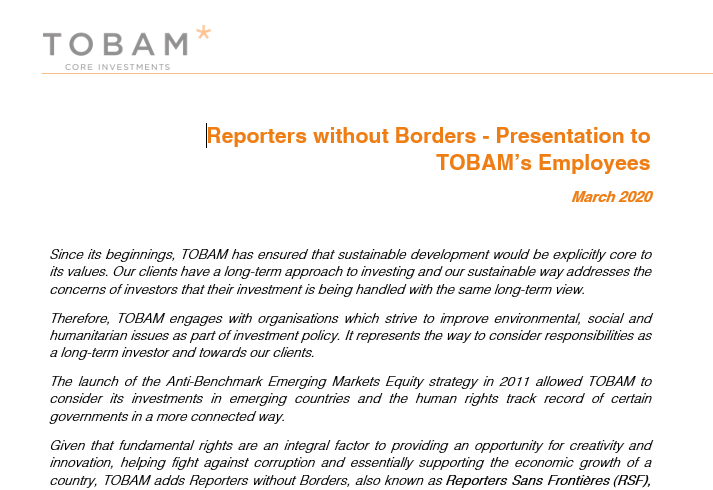 TOBAM*
CORE INVESTMENTS
Reporters without Borders - Presentation to
TOBAM's Employees
March 2020
Since its beginnings, TOBAM has ensured that sustainable development would be explicitly core to
its values. Our clients have a long-term approach to investing and our sustainable way addresses the
concerns of investors that their investment is being handled with the same long-term view.
Therefore, TOBAM engages with organisations which strive to improve environmental, social and
humanitarian issues as part of investment policy. It represents the way to consider responsibilities as
a long-term investor and towards our clients.
The launch of the Anti-Benchmark Emerging Markets Equity strategy in 2011 allowed TOBAM to
consider its investments in emerging countries and the human rights track record of certain
governments in a more connected way.
Given that fundamental rights are an integral factor to providing an opportunity for creativity and
innovation, helping fight against corruption and essentially supporting the economic growth of a
country, TOBAM adds Reporters without Borders, also known as Reporters Sans Frontières (RSF),